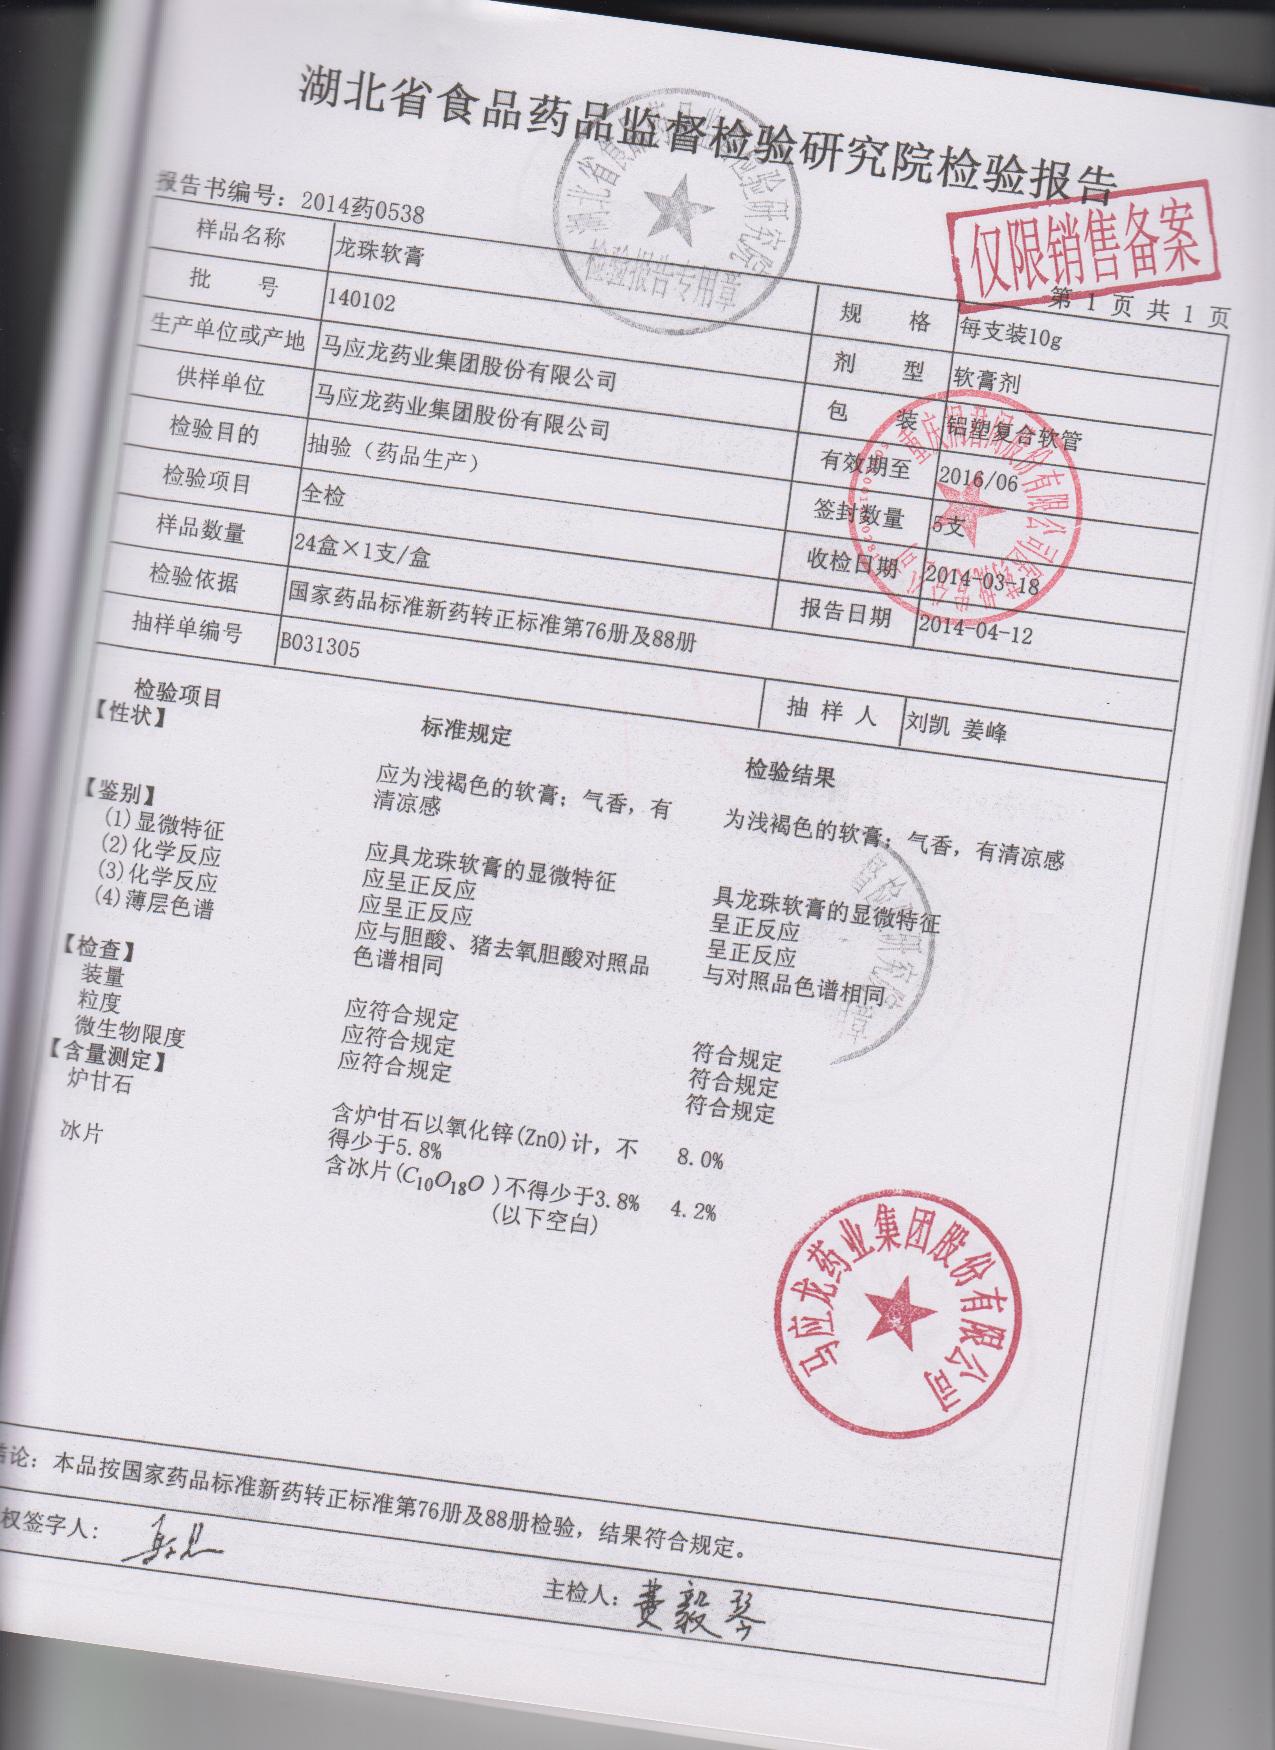 湖北省食品药品监督检验研究院检验报告
报告书编号：2014药0538
仅限销售备案
第 1 页 共 1 页
样品名称 龙珠软膏 规 格 每支装10g
批 号 140102 剂 型 软膏剂
生产单位或产地 马应龙药业集团股份有限公司 包 装 铝塑复合软管
供样单位 马应龙药业集团股份有限公司 有效期至 2016/06
检验目的 抽验（药品生产） 签封数量 5支
检验项目 全检 收检日期 2014-03-18
样品数量 24盒×1支/盒 报告日期 2014-04-12
检验依据 国家药品标准新药转正标准第76册及88册
抽样单编号 B031305 抽 样 人 刘凯 姜峰
检验项目 标准规定 检验结果
【性状】 应为浅褐色的软膏；气香，有 为浅褐色的软膏；气香，有清凉感
清凉感
【鉴别】
(1)显微特征 应具龙珠软膏的显微特征 具龙珠软膏的显微特征
(2)化学反应 应呈正反应 呈正反应
(3)化学反应 应呈正反应 呈正反应
(4)薄层色谱 应与胆酸、猪去氧胆酸对照品 与对照品色谱相同
色谱相同
【检查】
装量 应符合规定 符合规定
粒度 应符合规定 符合规定
微生物限度 应符合规定 符合规定
【含量测定】
炉甘石 含炉甘石以氧化锌(ZnO)计，不 8.0%
得少于5.8%
冰片 含冰片(C10O18O )不得少于3.8% 4.2%
(以下空白)
湖北省食品药品监督检验研究院
检验报告专用章
马应龙药业集团股份有限公司
论：本品按国家药品标准新药转正标准第76册及88册检验，结果符合规定。
权签字人：
主检人：费毅琴